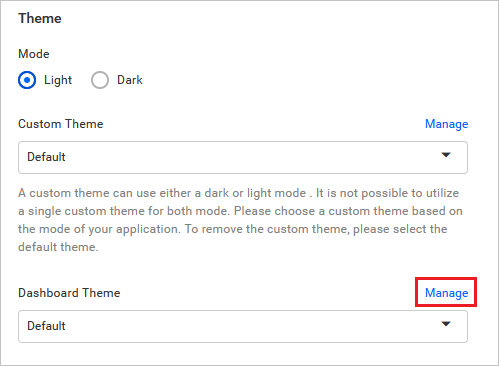 Theme
Mode
Light Dark
Custom Theme Manage
Default
A custom theme can use either a dark or light mode . It is not possible to utilize
a single custom theme for both mode. Please choose a custom theme based on
the mode of your application. To remove the custom theme, please select the
default theme.
Dashboard Theme Manage
Default